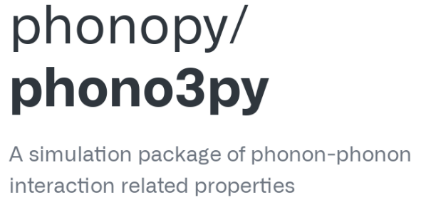 phonopy/
phono3py
A simulation package of phonon-phonon
interaction related properties